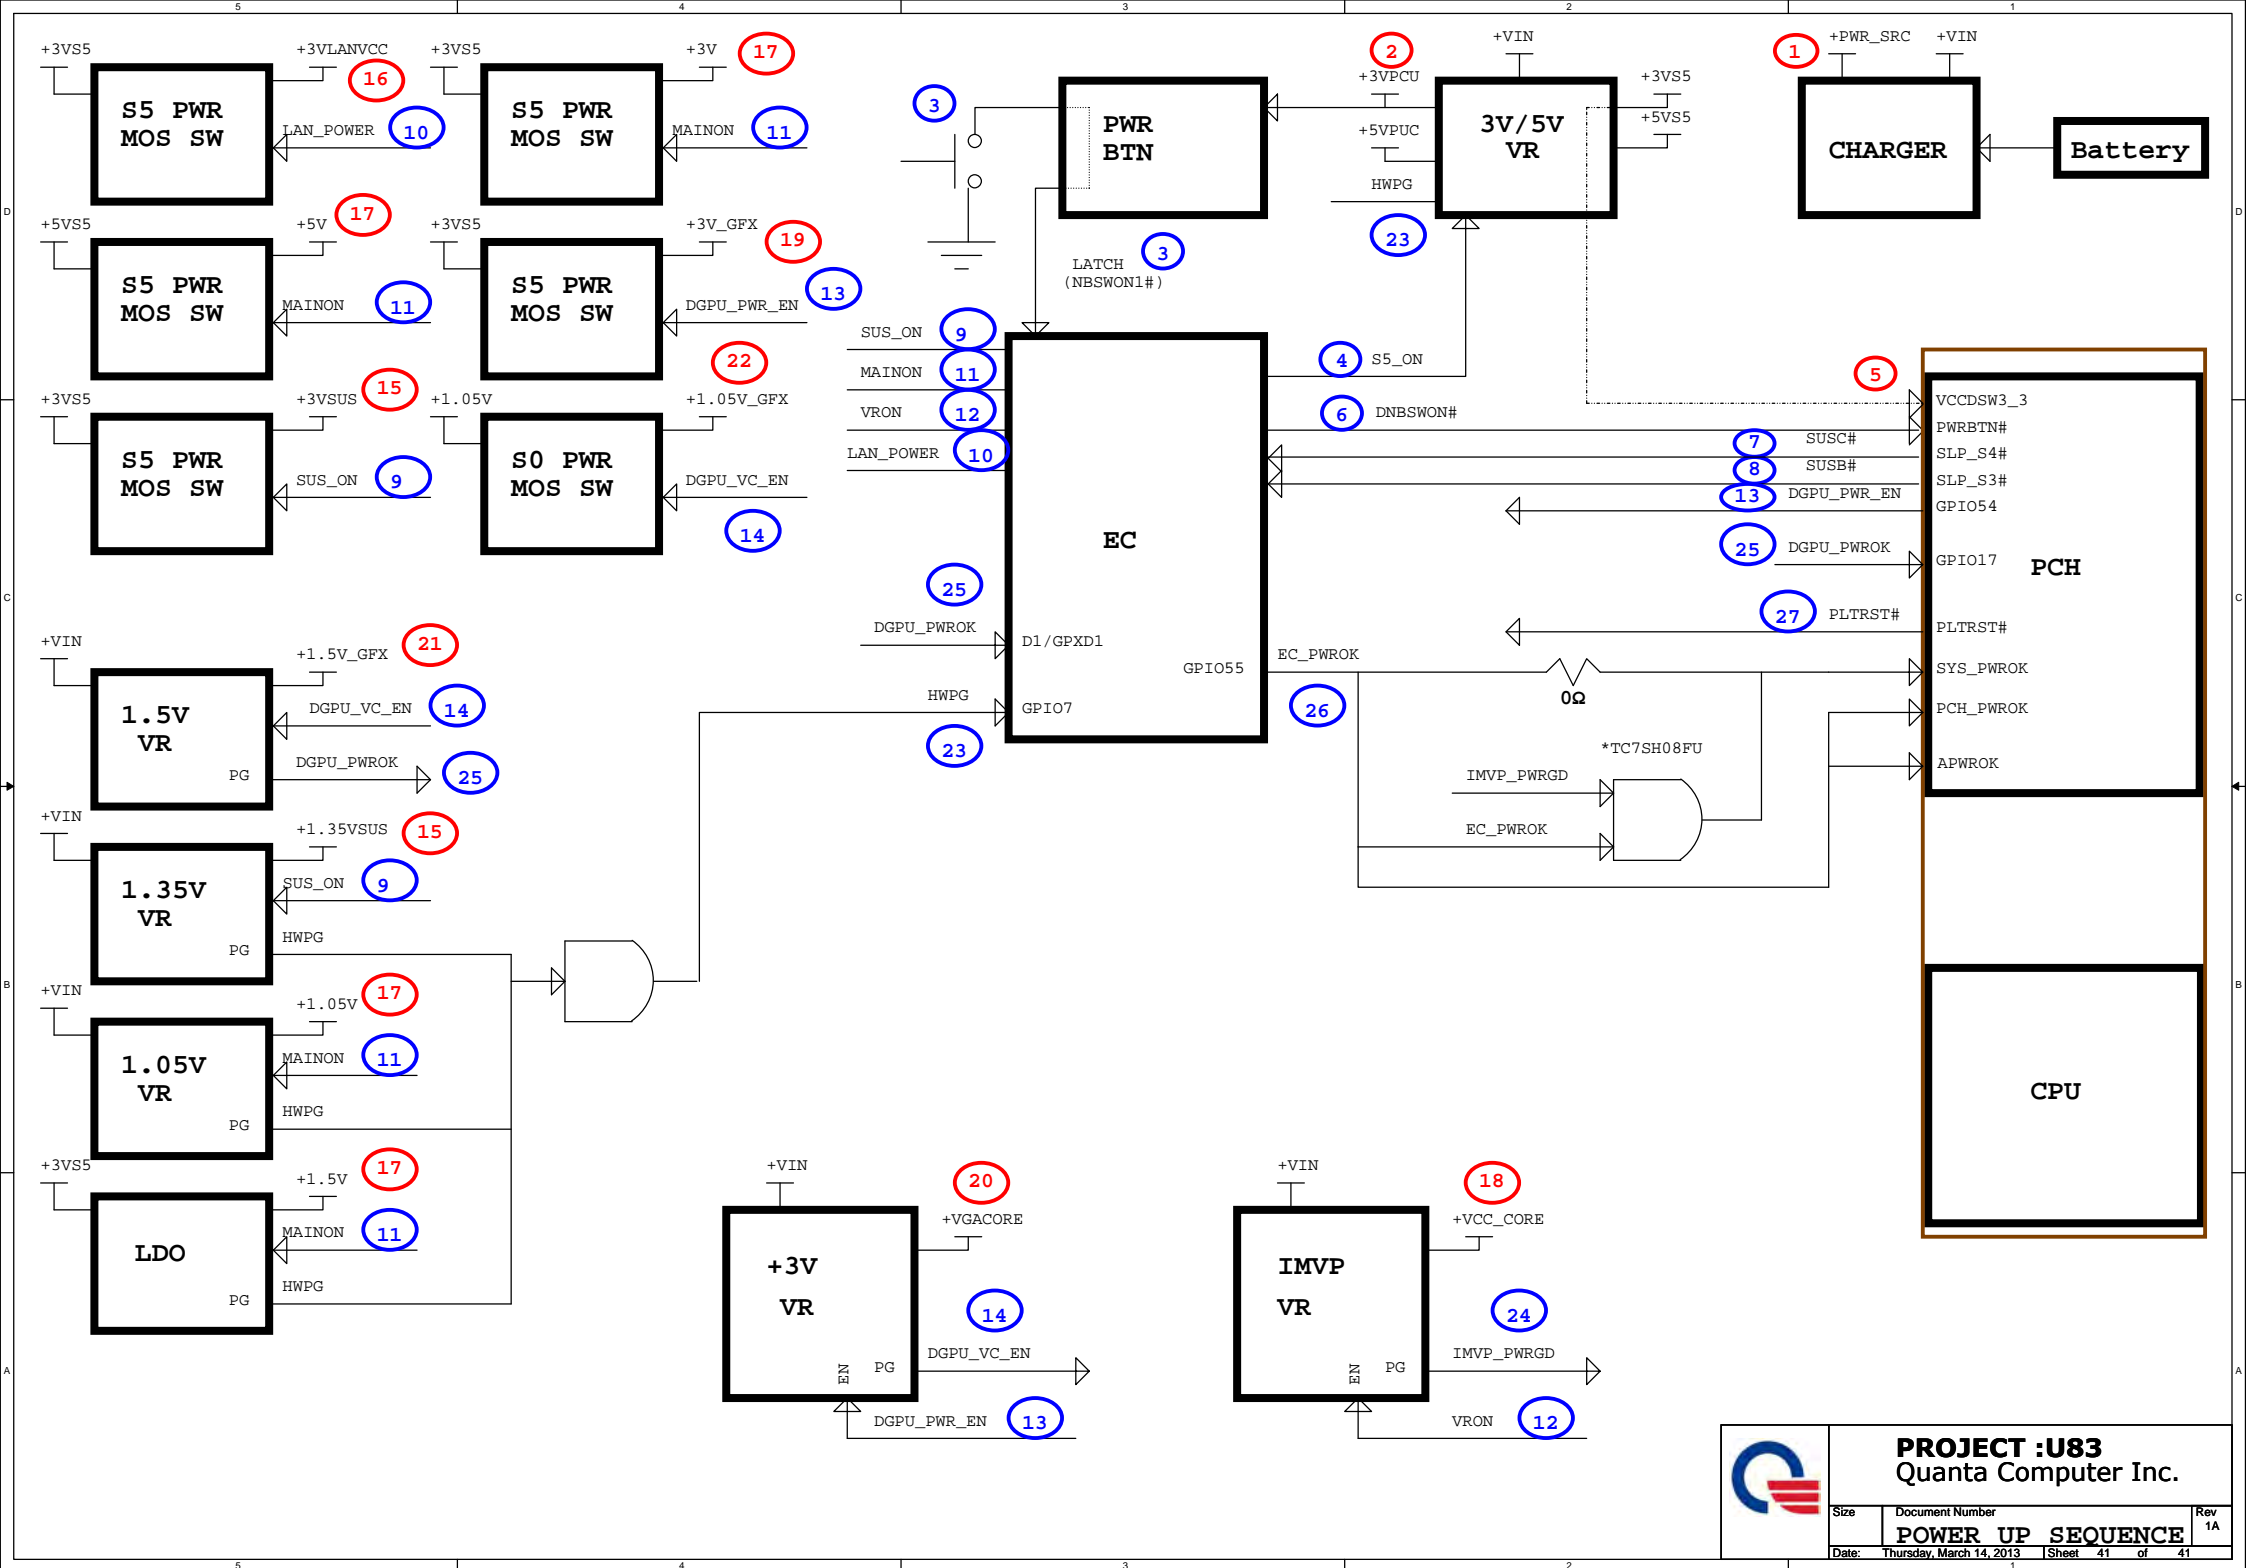 5 4 3 2 1
+3VS5
+3VLANVCC
16
S5 PWR
MOS SW
LAN_POWER
10
+3VS5
+3V
17
S5 PWR
MOS SW
MAINON
11
3
PWR
BTN
2
+3VPCU
+5VPUC
HWPG
23
+VIN
3V/5V
VR
+3VS5
+5VS5
1
+PWR_SRC
+VIN
CHARGER
Battery
D
D
+5VS5
+5V
17
S5 PWR
MOS SW
MAINON
11
+3VS5
+3V_GFX
19
S5 PWR
MOS SW
13
DGPU_PWR_EN
LATCH
(NBSWON1#)
3
+3VS5
+3VSUS
15
S5 PWR
MOS SW
SUS_ON
9
+1.05V
22
+1.05V_GFX
S0 PWR
MOS SW
DGPU_VC_EN
14
SUS_ON
9
MAINON
11
VRON
12
LAN_POWER
10
EC
25
DGPU_PWROK
D1/GPXD1
HWPG
GPIO7
23
GPIO55
4
S5_ON
6
DNBSWON#
7
SUSC#
8
SUSB#
13
DGPU_PWR_EN
25
DGPU_PWROK
27
PLTRST#
5
VCCDSW3_3
PWRBTN#
SLP_S4#
SLP_S3#
GPIO54
GPIO17
PCH
PLTRST#
SYS_PWROK
PCH_PWROK
APWROK
C
C
EC_PWROK
26
0Ω
*TC7SH08FU
IMVP_PWRGD
EC_PWROK
+VIN
+1.5V_GFX
21
1.5V
VR
DGPU_VC_EN
14
DGPU_PWROK
25
PG
+VIN
+1.35VSUS
15
1.35V
VR
SUS_ON
9
HWPG
PG
B
B
+VIN
+1.05V
17
1.05V
VR
MAINON
11
HWPG
PG
+3VS5
+1.5V
17
LDO
MAINON
11
HWPG
PG
CPU
+VIN
20
+VGACORE
+3V
VR
14
DGPU_VC_EN
EN
PG
DGPU_PWR_EN
13
+VIN
18
+VCC_CORE
IMVP
VR
24
IMVP_PWRGD
EN
PG
VRON
12
A
A
PROJECT :U83
Quanta Computer Inc.
Size
Document Number
Rev
POWER UP SEQUENCE
1A
Date: Thursday, March 14, 2013 Sheet 41 of 41
5 4 3 2 1